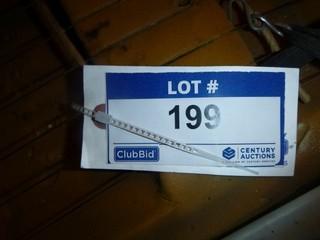 LOT #
199
ClubBid
CENTURY
AUCTIONS